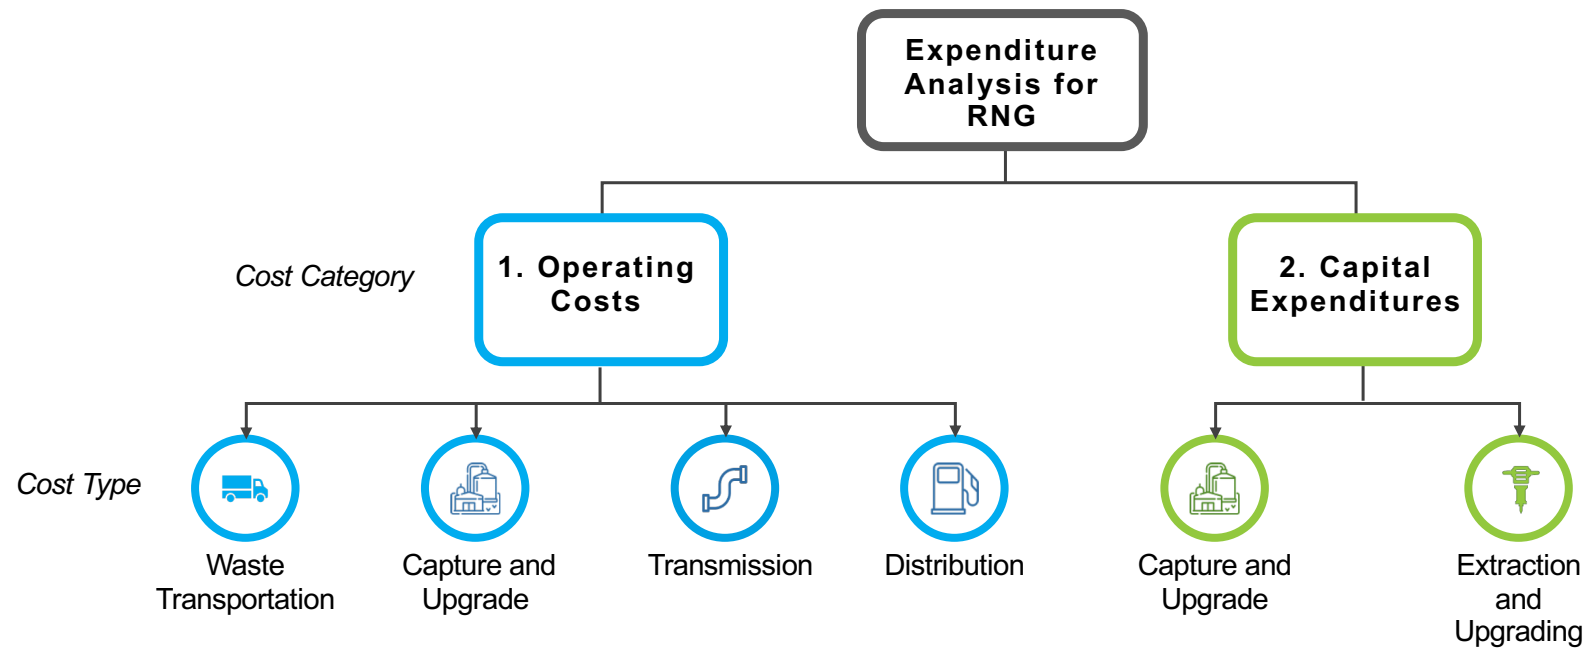 Expenditure
Analysis for
RNG
Cost Category
1. Operating
Costs
2. Capital
Expenditures
Cost Type
Waste
Transportation
Capture and
Upgrade
Transmission
Distribution
Capture and
Upgrade
Extraction
and
Upgrading